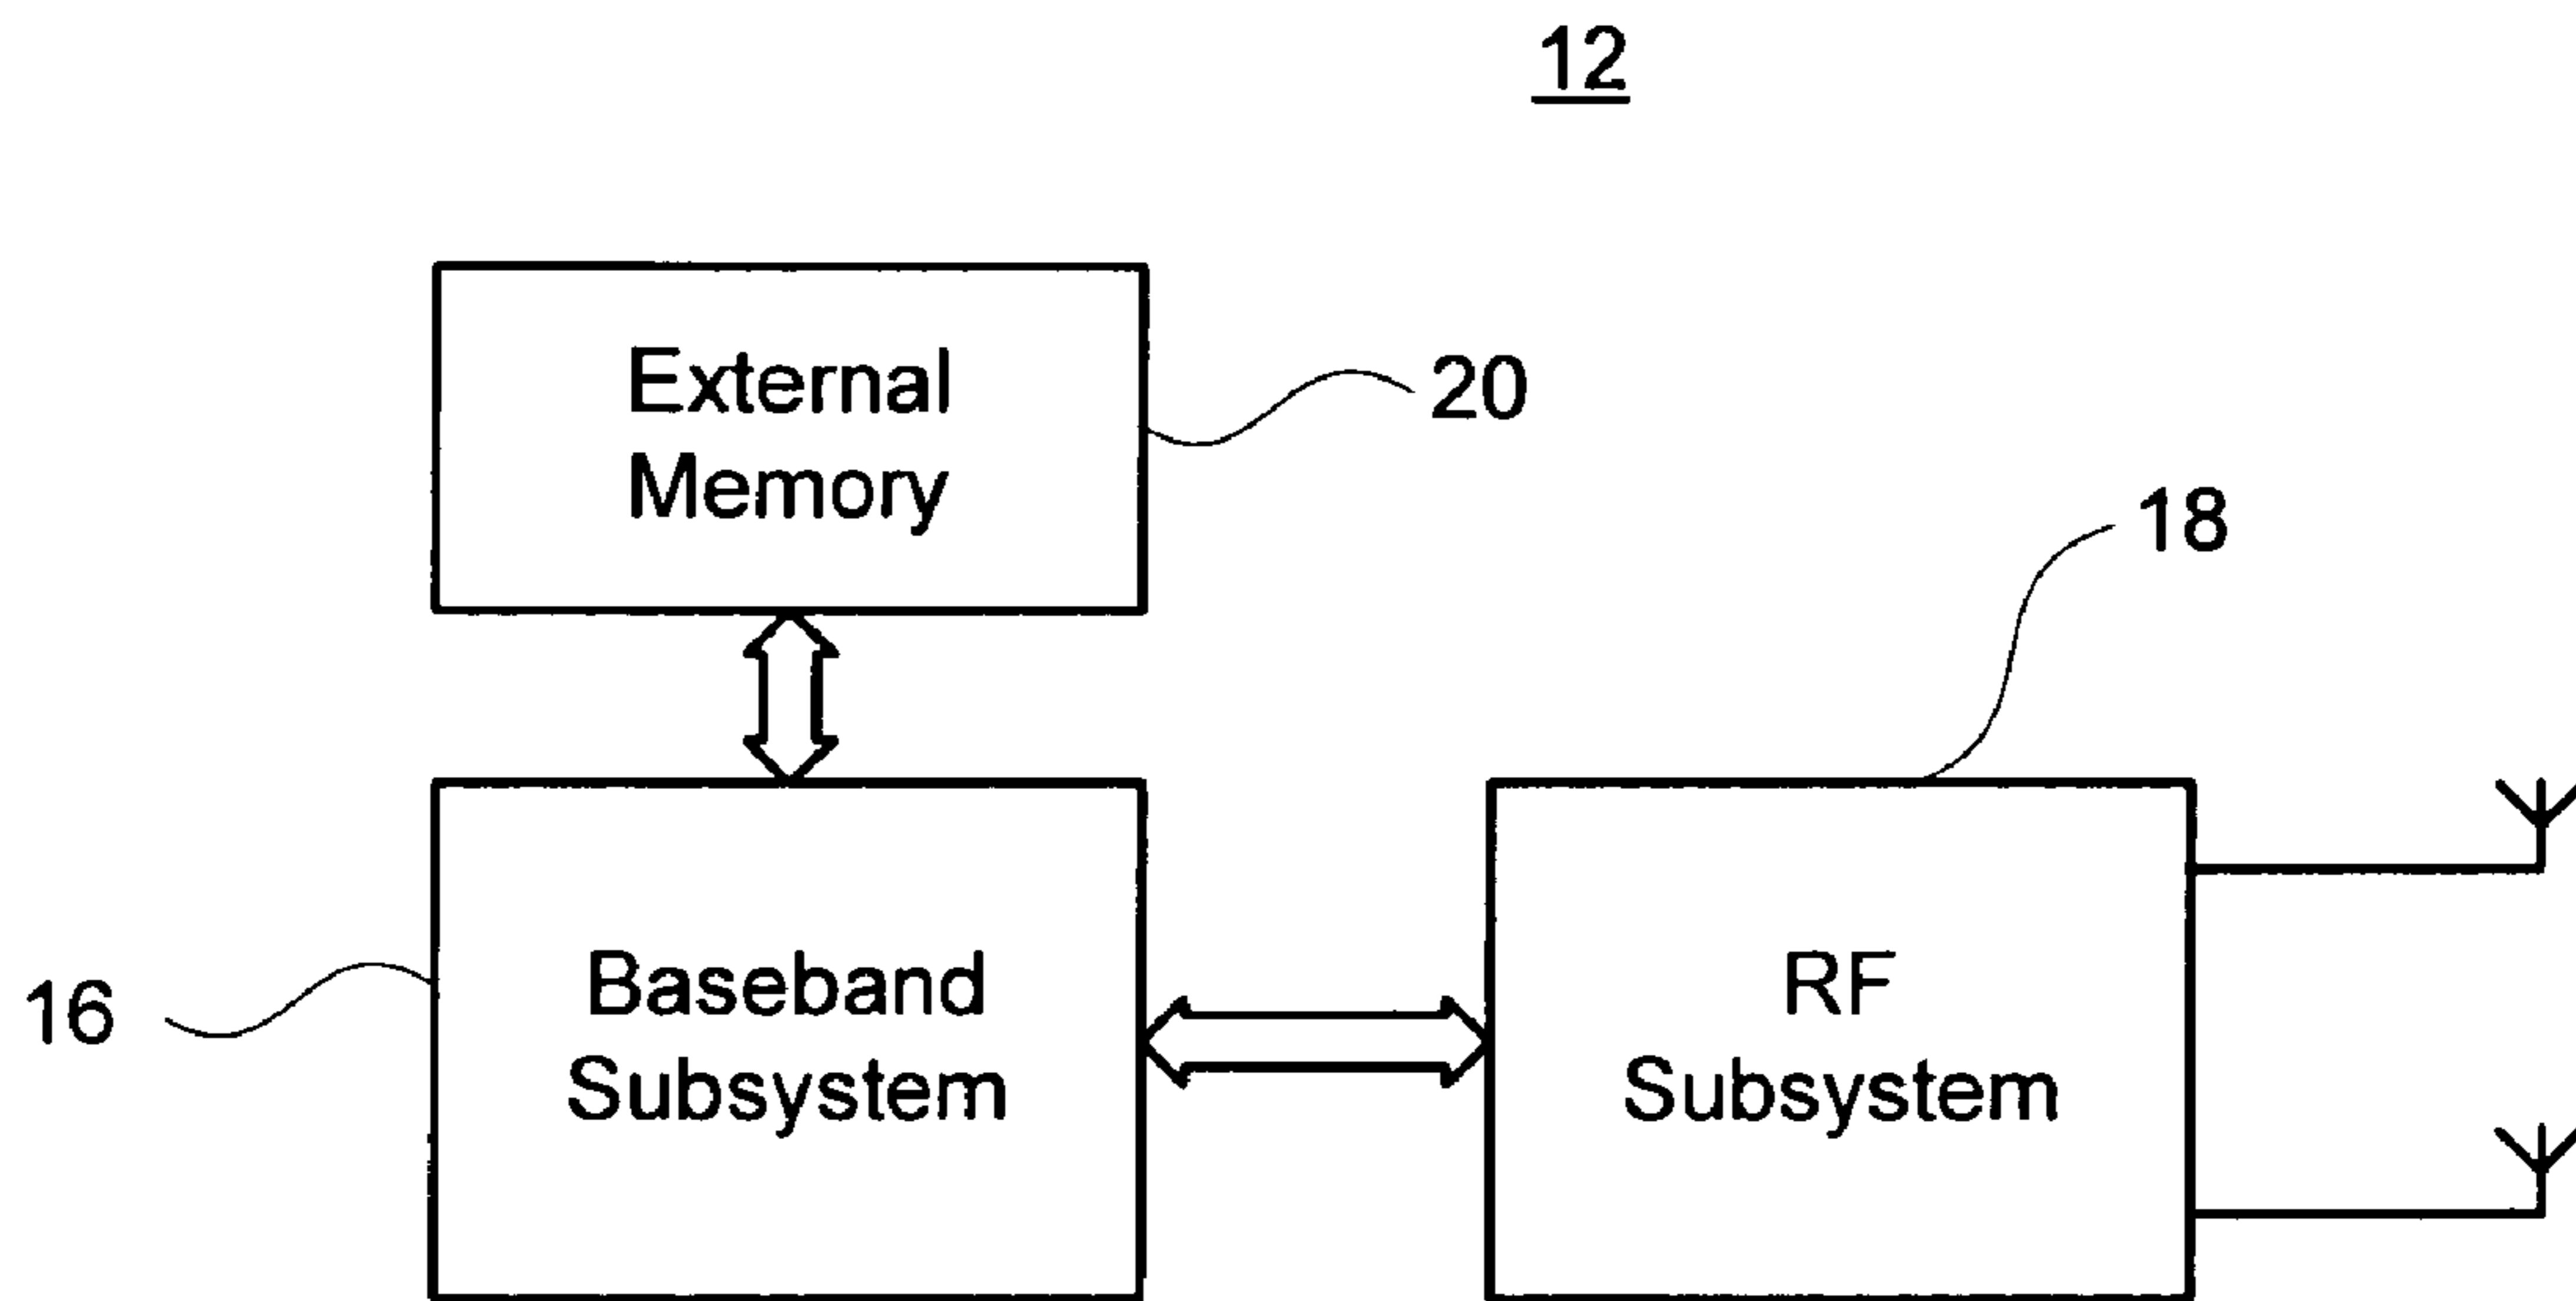 12
External
Memory
20
18
16
Baseband
Subsystem
RF
Subsystem